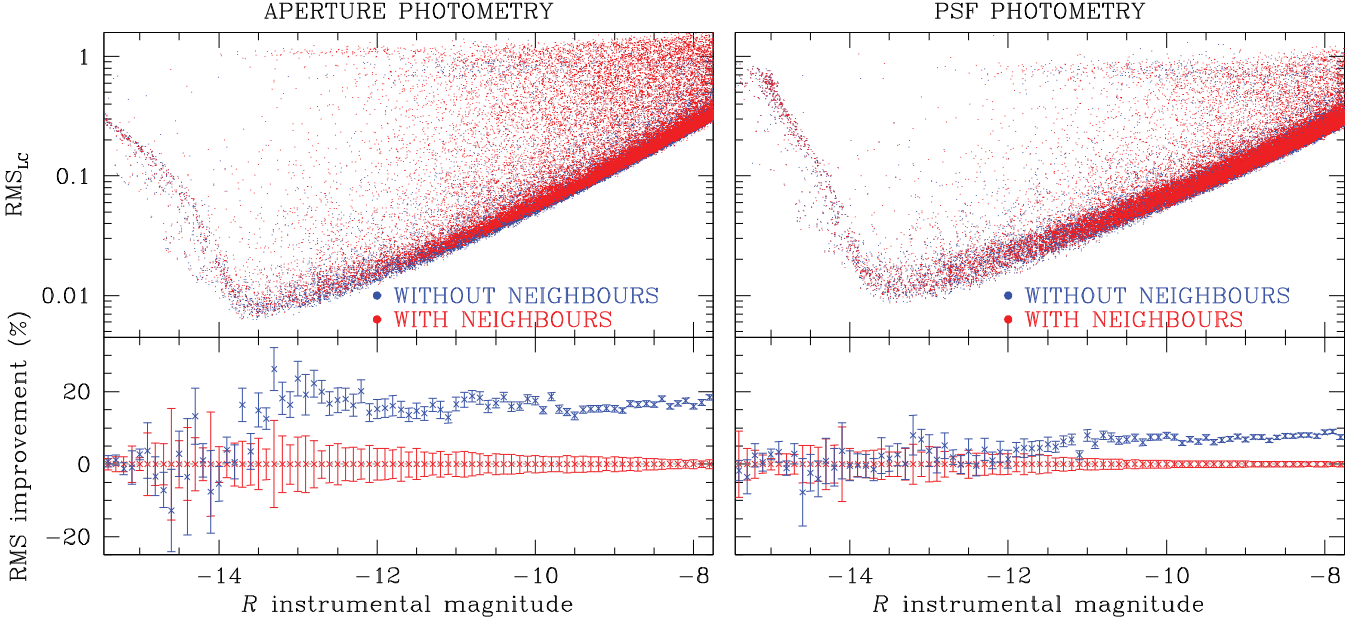 APERTURE PHOTOMETRY
PSF PHOTOMETRY
RMS_LC
1
0.1
0.01
WITHOUT NEIGHBOURS
WITH NEIGHBOURS
WITHOUT NEIGHBOURS
WITH NEIGHBOURS
RMS improvement (%)
20
0
−20
−14 −12 −10 −8
−14 −12 −10 −8
R instrumental magnitude
R instrumental magnitude